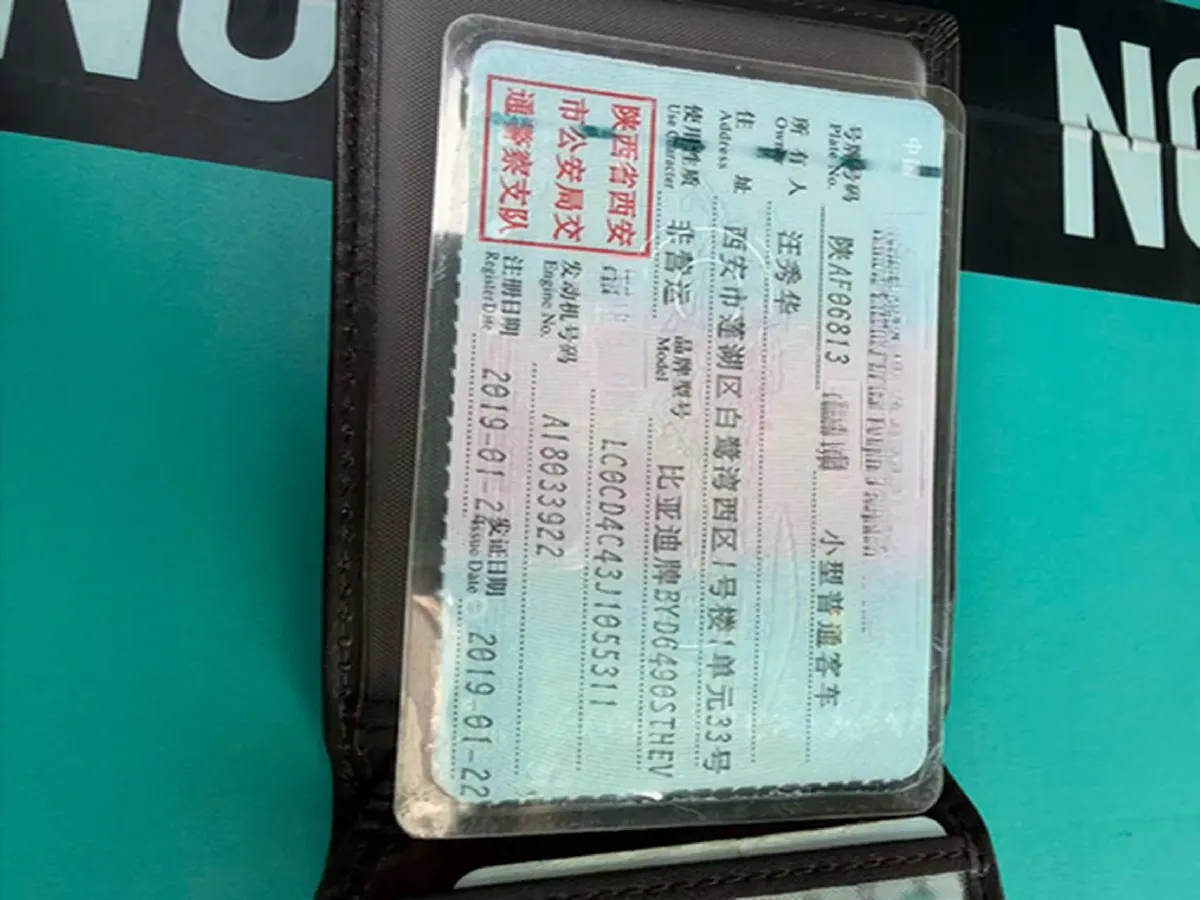 NO
NO
中
号牌号码 陕AF06813 小型普通客车
Plate No.
所有人 汪秀华
Owner
住址 西安市莲湖区白鹭湾西区1号楼1单元33号
Address
使用性质 非营运 品牌型号 比亚迪牌BYD6490STHEV
Use Character Model
陕西省西安
市公安局交
通警察支队
LC0CD4C43J1055311
发动机号码 A18033922
Engine No.
注册日期 2019-01-22 发证日期 2019-01-22
Register Date Issue Date